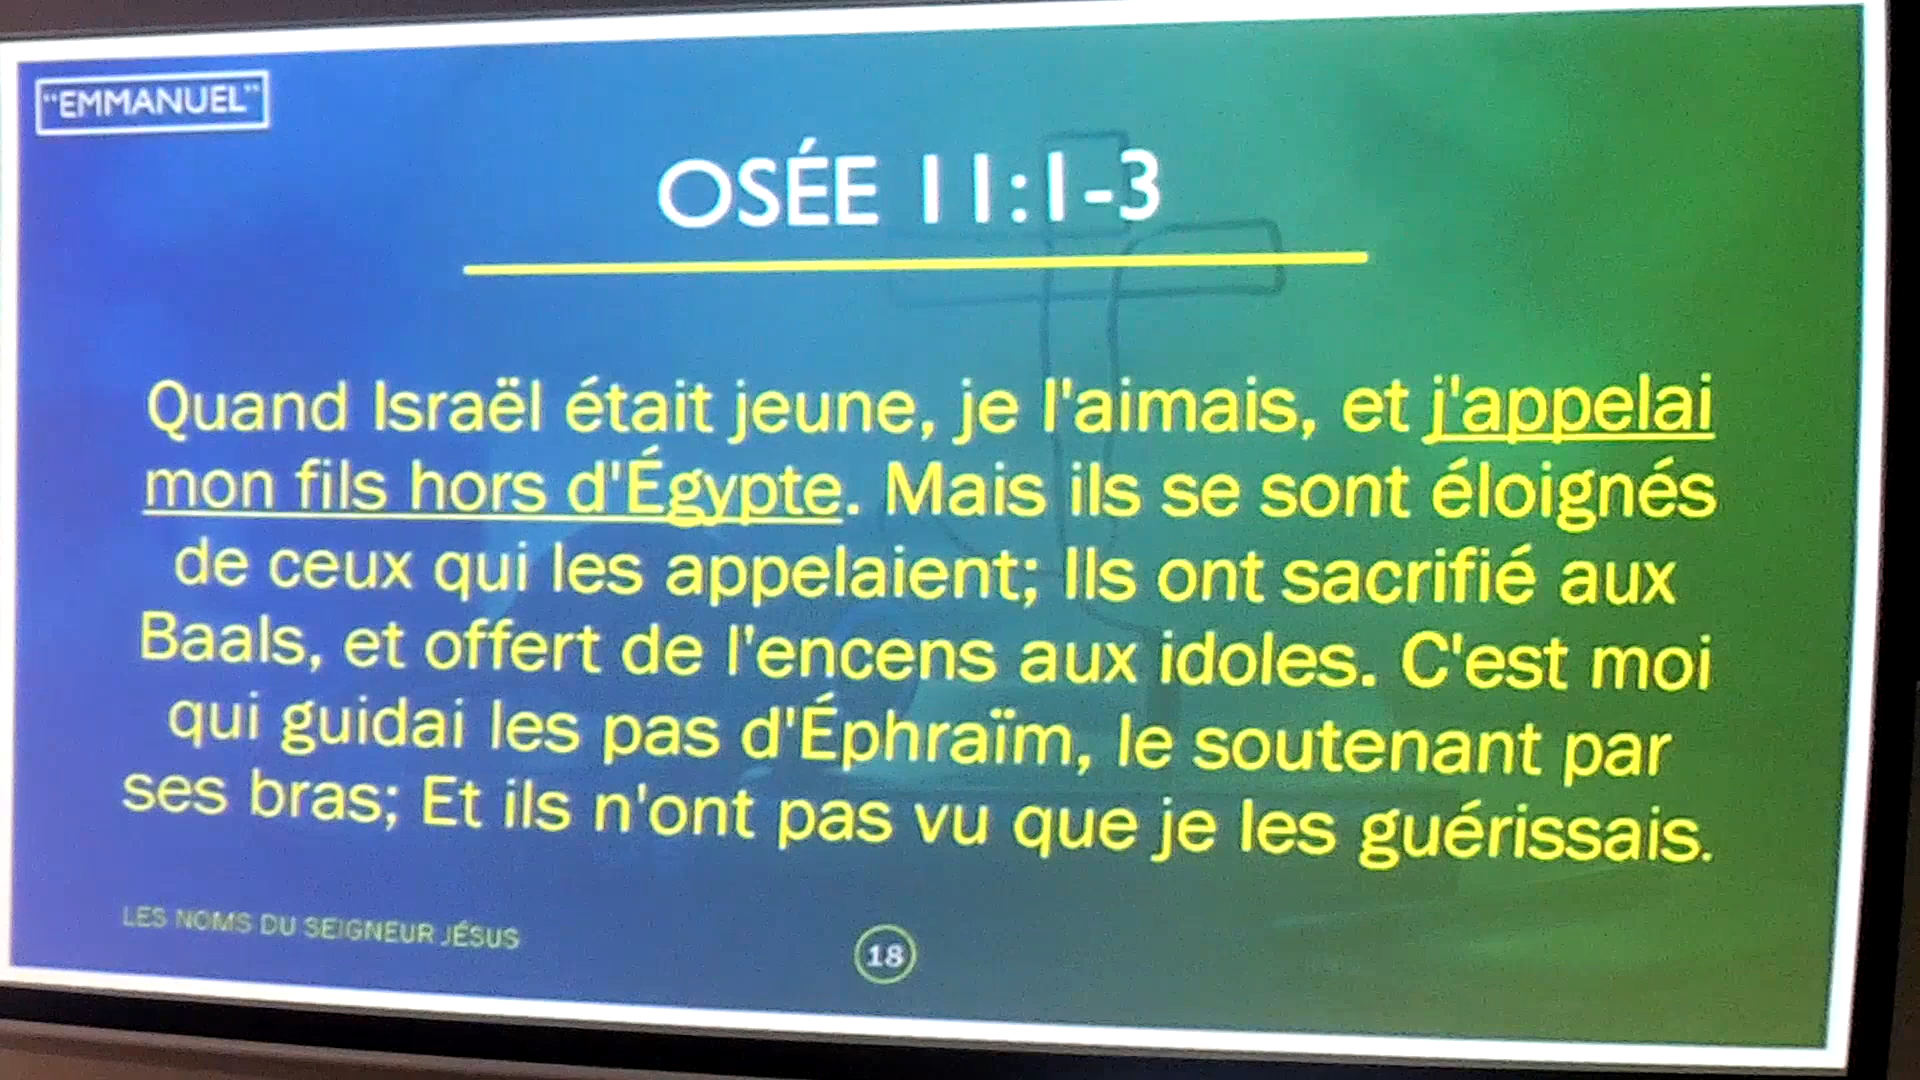 "EMMANUEL"
OSÉE 11:1-3
Quand Israël était jeune, je l'aimais, et j'appelai
mon fils hors d'Égypte. Mais ils se sont éloignés
de ceux qui les appelaient; Ils ont sacrifié aux
Baals, et offert de l'encens aux idoles. C'est moi
qui guidai les pas d'Éphraïm, le soutenant par
ses bras; Et ils n'ont pas vu que je les guérissais.
LES NOMS DU SEIGNEUR JÉSUS
18